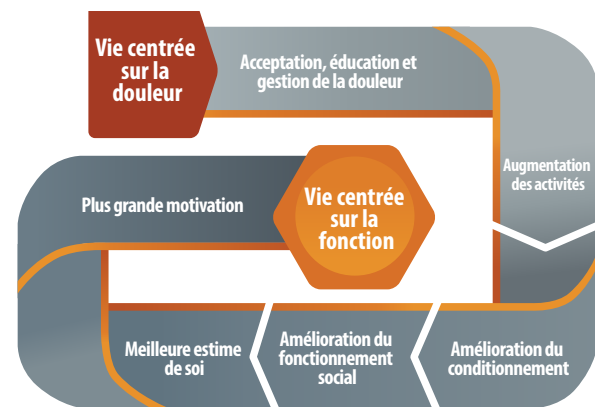 Vie centrée
sur la
douleur
Acceptation, éducation et
gestion de la douleur
Augmentation
des activités
Amélioration du
conditionnement
Amélioration du
fonctionnement
social
Meilleure estime
de soi
Plus grande motivation
Vie centrée
sur la
fonction